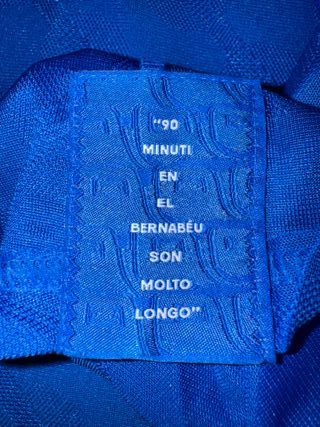 "90
MINUTI
EN
EL
BERNABÉU
SON
MOLTO
LONGO"